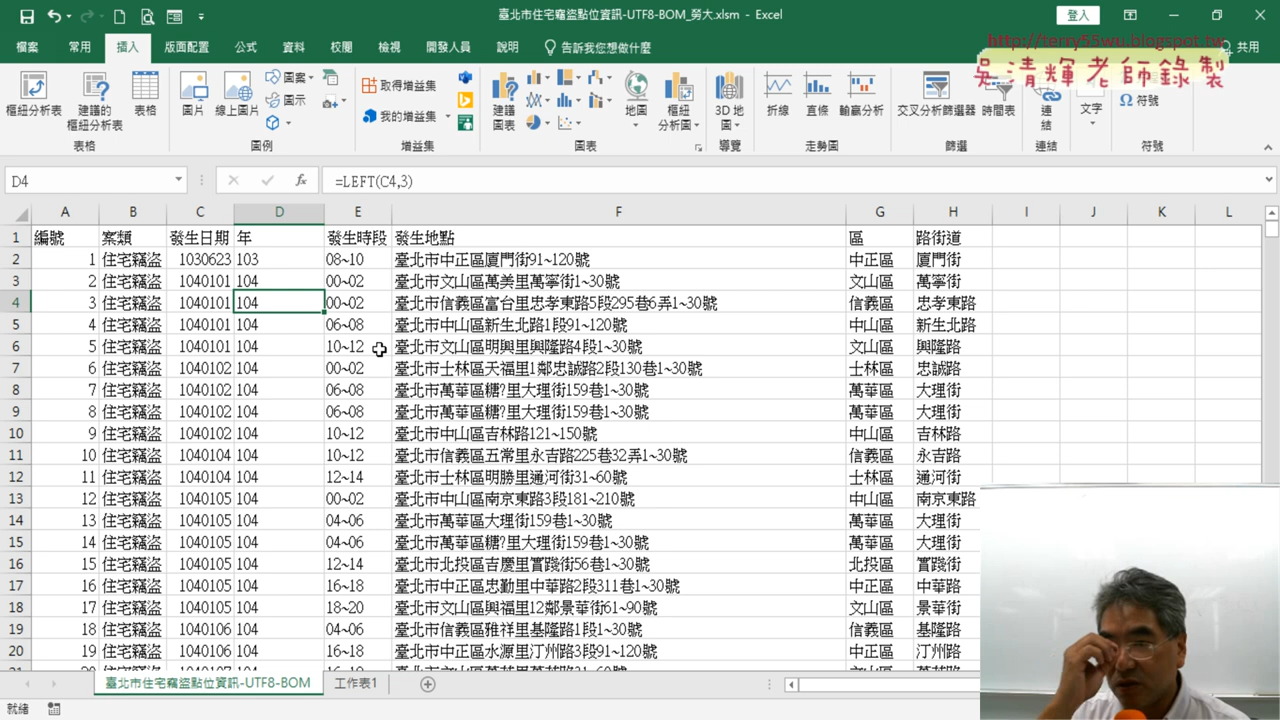 臺北市住宅竊盜點位資訊-UTF8-BOM_勞大.xlsm - Excel
登入
檔案 常用 插入 版面配置 公式 資料 校閱 檢視 開發人員 說明 告訴我您想做什麼 共用
http://terry55wu.blogspot.tw
吳清輝老師錄製
樞紐分析表 建議的樞紐分析表 表格 圖片 線上圖片 圖案 圖示 取得增益集 我的增益集 建議圖表 地圖 樞紐分析圖 3D 地圖 折線 直條 輸贏分析 交叉分析篩選器 時間表 連結 文字 符號
表格 圖例 增益集 圖表 導覽 走勢圖 篩選 連結 符號
D4 fx =LEFT(C4,3)
A B C D E F G H I J K L
1 編號 案類 發生日期 年 發生時段 發生地點 區 路街道
2 1 住宅竊盜 1030623 103 08~10 臺北市中正區廈門街91~120號 中正區 廈門街
3 2 住宅竊盜 1040101 104 00~02 臺北市文山區萬美里萬寧街1~30號 文山區 萬寧街
4 3 住宅竊盜 1040101 104 00~02 臺北市信義區富台里忠孝東路5段295巷6弄1~30號 信義區 忠孝東路
5 4 住宅竊盜 1040101 104 06~08 臺北市中山區新生北路1段91~120號 中山區 新生北路
6 5 住宅竊盜 1040101 104 10~12 臺北市文山區明興里興隆路4段1~30號 文山區 興隆路
7 6 住宅竊盜 1040102 104 00~02 臺北市士林區天福里1鄰忠誠路2段130巷1~30號 士林區 忠誠路
8 7 住宅竊盜 1040102 104 06~08 臺北市萬華區糖?里大理街159巷1~30號 萬華區 大理街
9 8 住宅竊盜 1040102 104 06~08 臺北市萬華區糖?里大理街159巷1~30號 萬華區 大理街
10 9 住宅竊盜 1040102 104 10~12 臺北市中山區吉林路121~150號 中山區 吉林路
11 10 住宅竊盜 1040104 104 10~12 臺北市信義區五常里永吉路225巷32弄1~30號 信義區 永吉路
12 11 住宅竊盜 1040104 104 12~14 臺北市士林區明勝里通河街31~60號 士林區 通河街
13 12 住宅竊盜 1040105 104 00~02 臺北市中山區南京東路3段181~210號 中山區 南京東路
14 13 住宅竊盜 1040105 104 04~06 臺北市萬華區大理街159巷1~30號 萬華區 大理街
15 14 住宅竊盜 1040105 104 04~06 臺北市萬華區糖?里大理街159巷1~30號 萬華區 大理街
16 15 住宅竊盜 1040105 104 12~14 臺北市北投區吉慶里實踐街56巷1~30號 北投區 實踐街
17 16 住宅竊盜 1040105 104 16~18 臺北市中正區忠勤里中華路2段311巷1~30號 中正區 中華路
18 17 住宅竊盜 1040105 104 18~20 臺北市文山區興福里12鄰景華街61~90號 文山區 景華街
19 18 住宅竊盜 1040106 104 04~06 臺北市信義區雅祥里基隆路1段1~30號 信義區 基隆路
20 19 住宅竊盜 1040106 104 16~18 臺北市中正區水源里汀州路3段91~120號 中正區 汀州路
臺北市住宅竊盜點位資訊-UTF8-BOM 工作表1
就緒